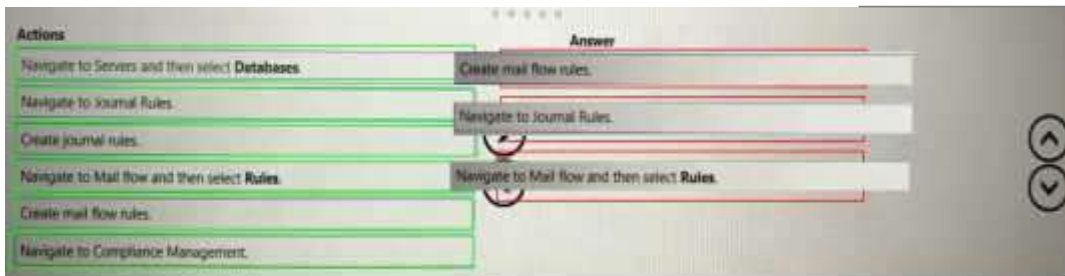 Actions
Answer
Navigate to Servers and then select Databases.
Create mail flow rules.
Navigate to Journal Rules.
Navigate to Journal Rules.
Create journal rules.
Navigate to Mail flow and then select Rules.
Navigate to Mail flow and then select Rules.
Create mail flow rules.
Navigate to Compliance Management.